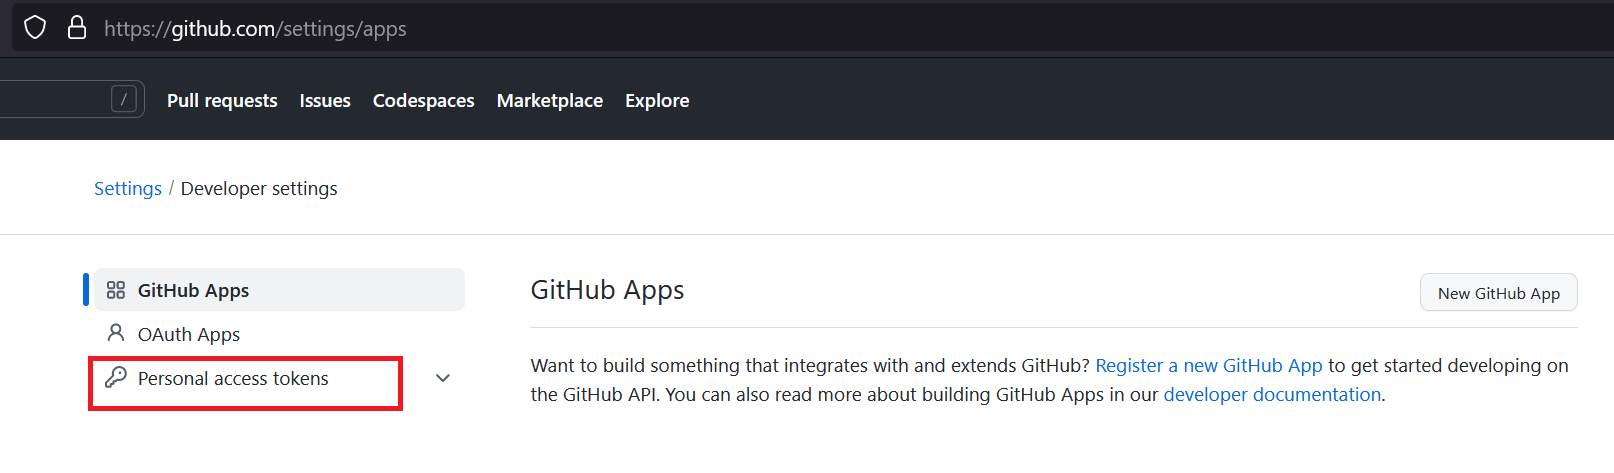 https://github.com/settings/apps
/ Pull requests Issues Codespaces Marketplace Explore
Settings / Developer settings
GitHub Apps
OAuth Apps
Personal access tokens
GitHub Apps
New GitHub App
Want to build something that integrates with and extends GitHub? Register a new GitHub App to get started developing on
the GitHub API. You can also read more about building GitHub Apps in our developer documentation.